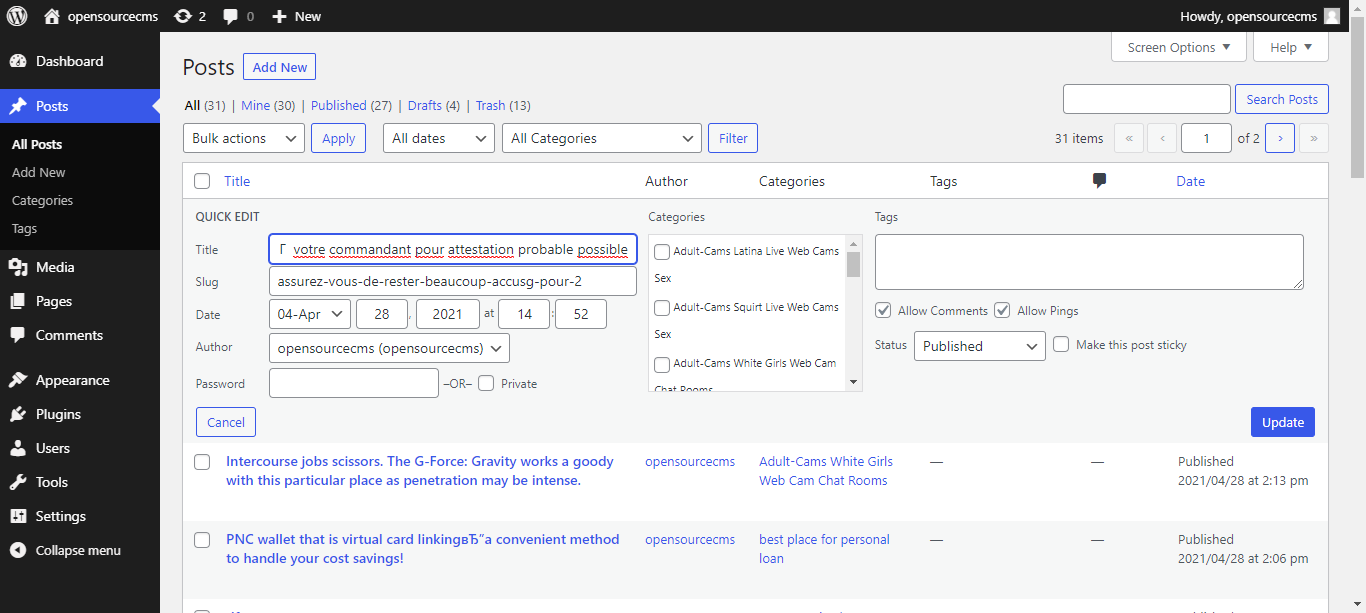 opensourcecms 2 0 New Howdy, opensourcecms
Dashboard
Posts
All Posts
Add New
Categories
Tags
Media
Pages
Comments
Appearance
Plugins
Users
Tools
Settings
Collapse menu
Screen Options Help
Posts Add New
All (31) | Mine (30) | Published (27) | Drafts (4) | Trash (13)
Search Posts
Bulk actions Apply All dates All Categories Filter 31 items « ‹ 1 of 2 › »
Title Author Categories Tags Date
QUICK EDIT
Title Г votre commandant pour attestation probable possible
Slug assurez-vous-de-rester-beaucoup-accusg-pour-2
Date 04-Apr 28 , 2021 at 14 : 52
Author opensourcecms (opensourcecms)
Password –OR– Private
Categories
Adult-Cams Latina Live Web Cams
Sex
Adult-Cams Squirt Live Web Cams
Sex
Adult-Cams White Girls Web Cam
Chat Rooms
Tags
Allow Comments Allow Pings
Status Published Make this post sticky
Cancel Update
Intercourse jobs scissors. The G-Force: Gravity works a goody
with this particular place as penetration may be intense.
opensourcecms
Adult-Cams White Girls
Web Cam Chat Rooms
— —
Published
2021/04/28 at 2:13 pm
PNC wallet that is virtual card linkingвЂ”a convenient method
to handle your cost savings!
opensourcecms
best place for personal
loan
— —
Published
2021/04/28 at 2:06 pm